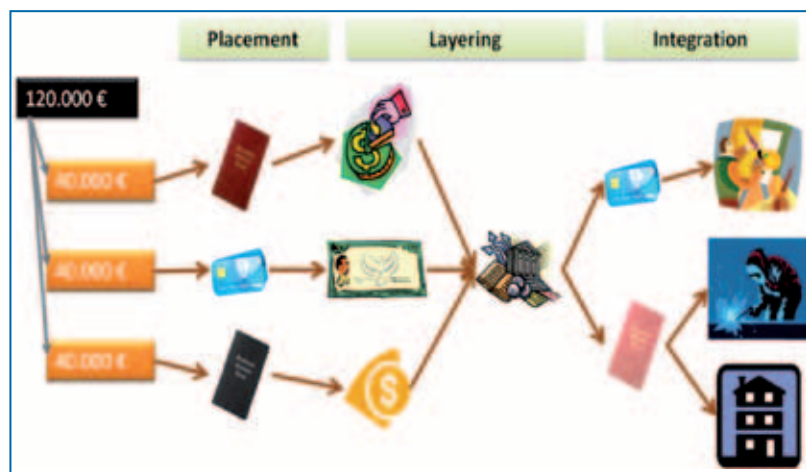 Placement
Layering
Integration
120.000 €
40.000 €
40.000 €
40.000 €